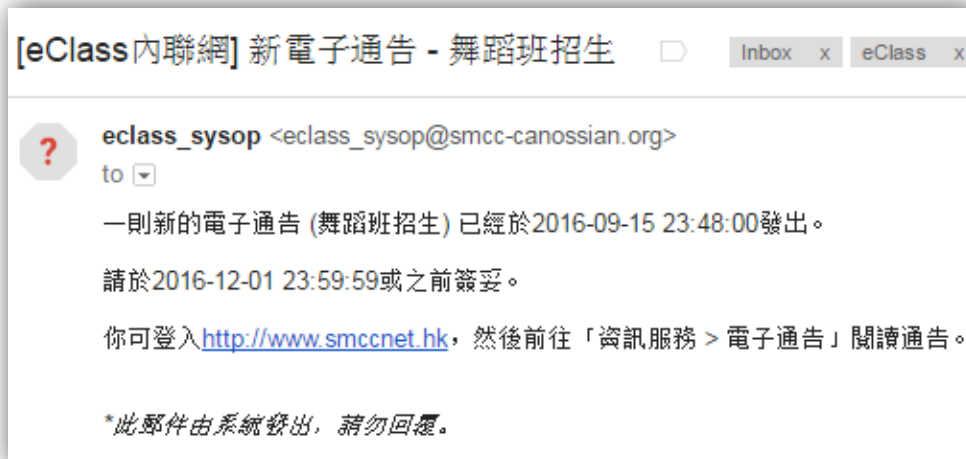 [eClass內聯網] 新電子通告 - 舞蹈班招生 Inbox x eClass x
?
eclass_sysop <eclass_sysop@smcc-canossian.org>
to
一則新的電子通告 (舞蹈班招生) 已經於2016-09-15 23:48:00發出。
請於2016-12-01 23:59:59或之前簽妥。
你可登入http://www.smccnet.hk，然後前往「資訊服務 > 電子通告」閱讀通告。
*此郵件由系統發出，請勿回覆。